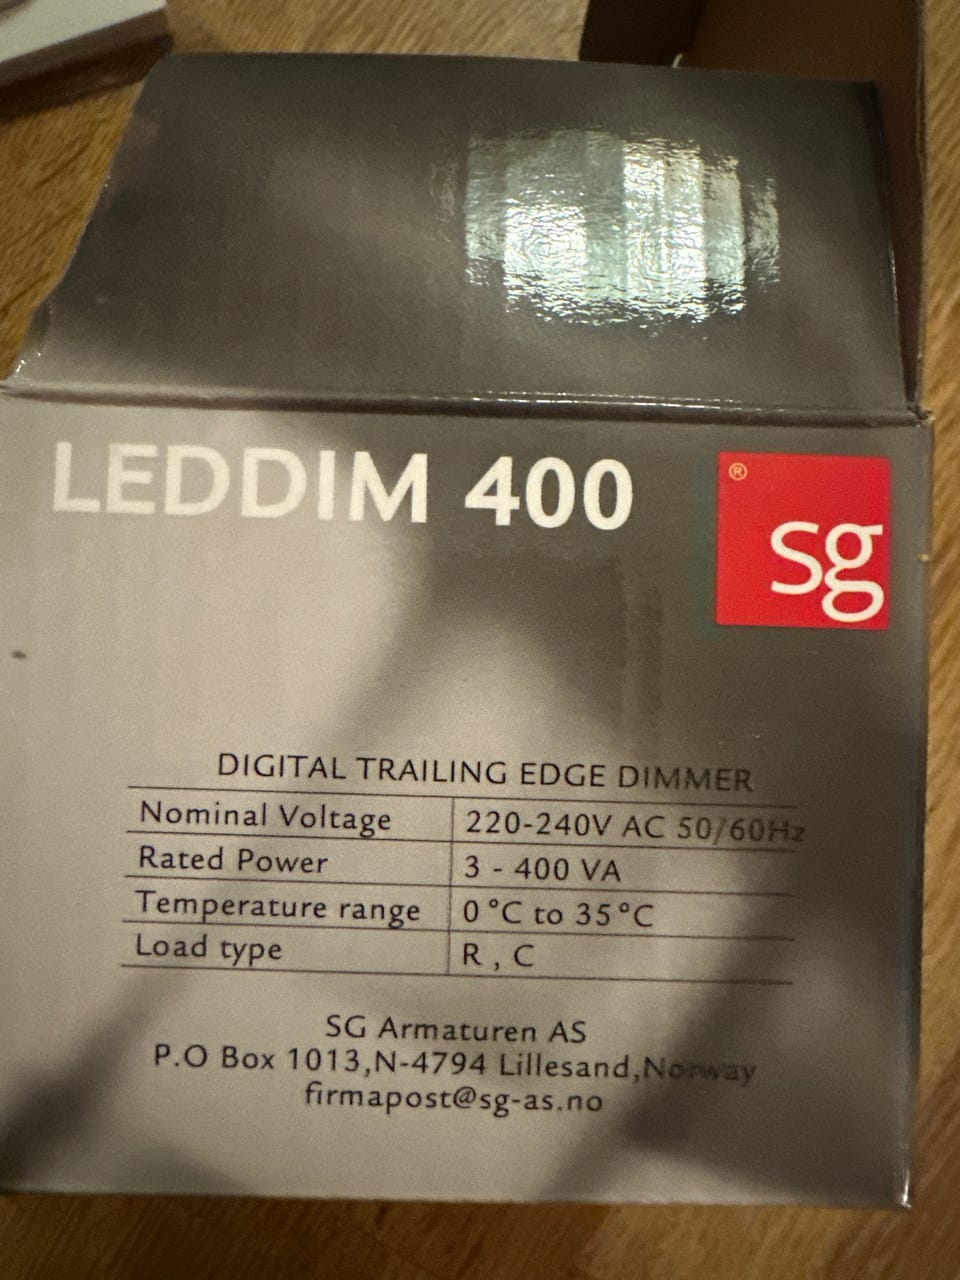 LEDDIM 400
®
sg
DIGITAL TRAILING EDGE DIMMER
Nominal Voltage 220-240V AC 50/60Hz
Rated Power 3 - 400 VA
Temperature range 0°C to 35°C
Load type R , C
SG Armaturen AS
P.O Box 1013,N-4794 Lillesand,Norway
firmapost@sg-as.no